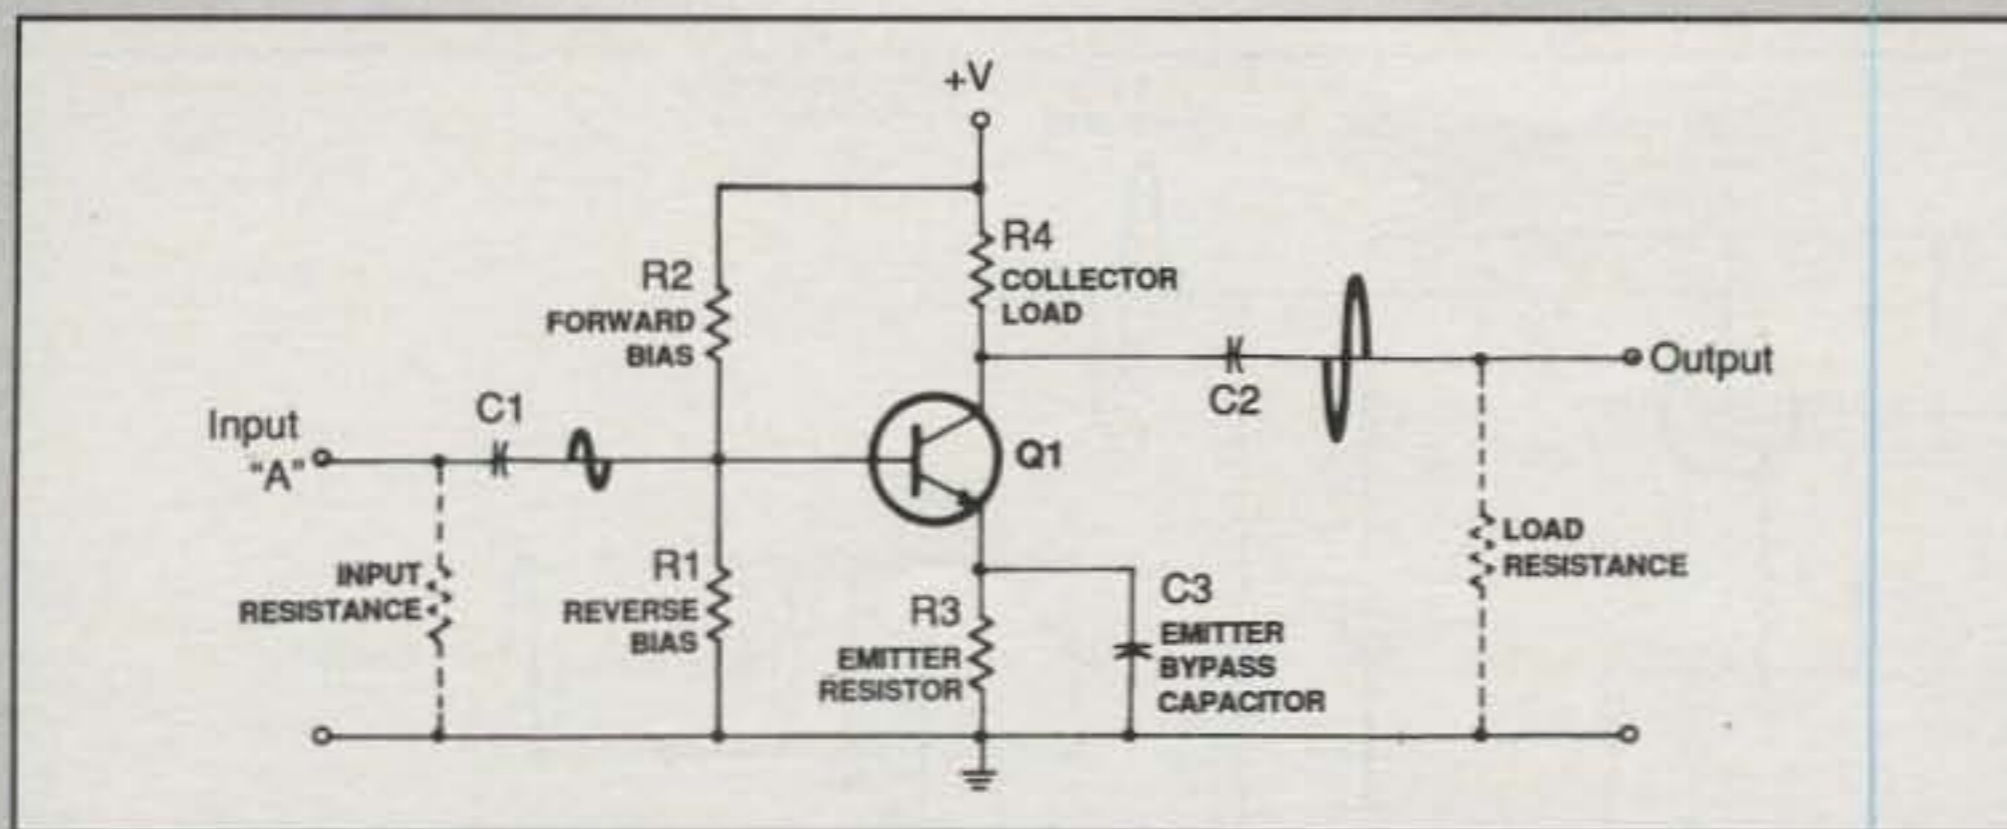 +V
R4
COLLECTOR
LOAD
R2
FORWARD
BIAS
Output
C2
Input
"A"
C1
Q1
INPUT
RESISTANCE
R1
REVERSE
BIAS
R3
EMITTER
RESISTOR
C3
EMITTER
BYPASS
CAPACITOR
LOAD
RESISTANCE